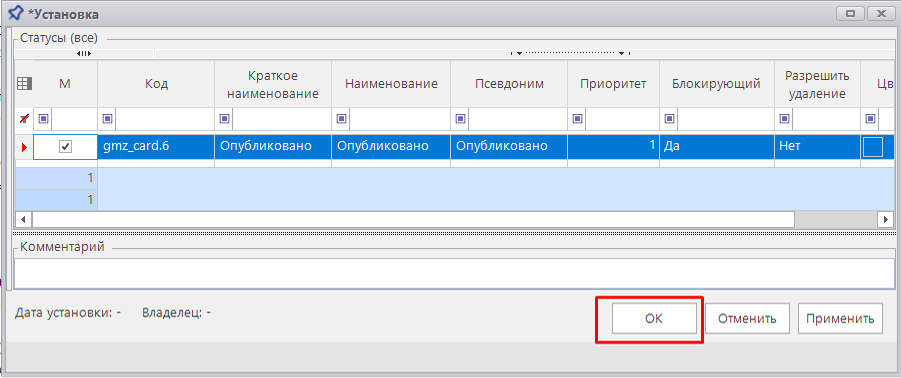 *Установка
Статусы (все)
М Код Краткое наименование Наименование Псевдоним Приоритет Блокирующий Разрешить удаление Цв
gmz_card.6 Опубликовано Опубликовано Опубликовано 1 Да Нет
1
1
Комментарий
Дата установки: - Владелец: - ОК Отменить Применить